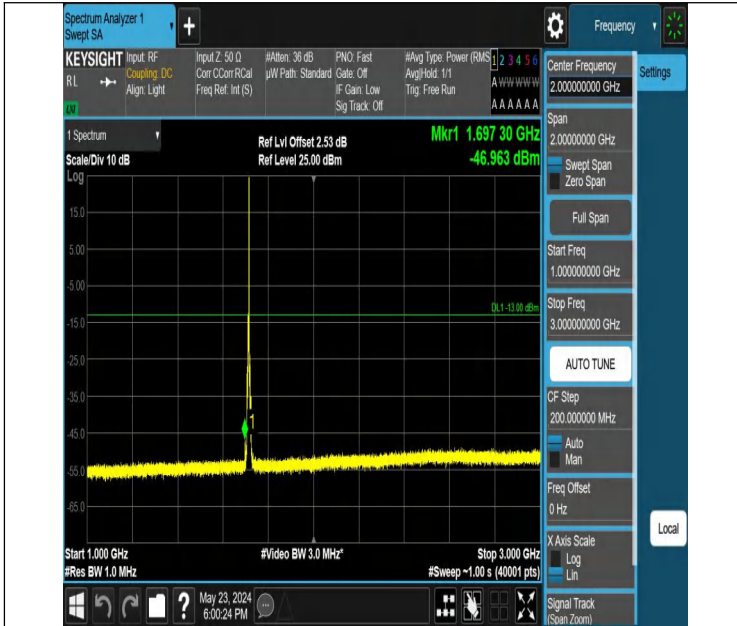 Spectrum Analyzer 1
Swept SA
+
Frequency
KEYSIGHT
RL
Input: RF
Coupling: DC
Align: Light
Input Z: 50 Ω
Corr CCorr RCal
Freq Ref: Int (S)
#Atten: 36 dB
µW Path: Standard
PNO: Fast
Gate: Off
IF Gain: Low
Sig Track: Off
#Avg Type: Power (RMS
Avg|Hold: 1/1
Trig: Free Run
1 2 3 4 5 6
A W W W W W
A A A A A A
1 Spectrum
Scale/Div 10 dB
Log
Ref Lvl Offset 2.53 dB
Ref Level 25.00 dBm
Mkr1 1.697 30 GHz
-46.963 dBm
15.0
5.00
-5.00
-15.0
-25.0
-35.0
-45.0
-55.0
-65.0
DL1 -13.00 dBm
1
Start 1.000 GHz
#Res BW 1.0 MHz
#Video BW 3.0 MHz*
Stop 3.000 GHz
#Sweep ~1.00 s (40001 pts)
Center Frequency
2.000000000 GHz
Settings
Span
2.00000000 GHz
Swept Span
Zero Span
Full Span
Start Freq
1.000000000 GHz
Stop Freq
3.000000000 GHz
AUTO TUNE
CF Step
200.000000 MHz
Auto
Man
Freq Offset
0 Hz
X Axis Scale
Log
Lin
Local
Signal Track
(Span Zoom)
?
May 23, 2024
6:00:24 PM